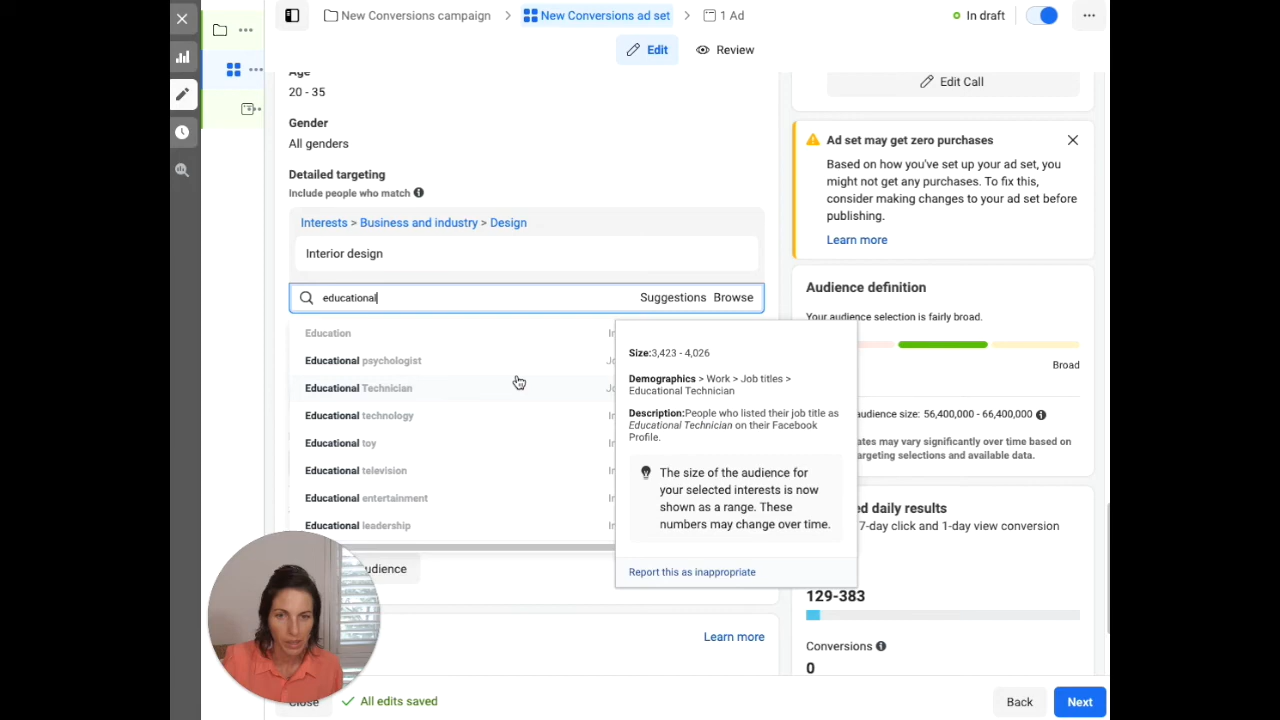 New Conversions campaign > New Conversions ad set > 1 Ad
In draft
Edit
Review
Age
20 - 35
Gender
All genders
Detailed targeting
Include people who match
Interests > Business and industry > Design
Interior design
educational
Suggestions Browse
Education
Educational psychologist
Educational Technician
Educational technology
Educational toy
Educational television
Educational entertainment
Educational leadership
Size:3,423 - 4,026
Demographics > Work > Job titles >
Educational Technician
Description:People who listed their job title as
Educational Technician on their Facebook
Profile.
The size of the audience for
your selected interests is now
shown as a range. These
numbers may change over time.
Report this as inappropriate
Learn more
Close
All edits saved
Edit Call
Ad set may get zero purchases
Based on how you've set up your ad set, you
might not get any purchases. To fix this,
consider making changes to your ad set before
publishing.
Learn more
Audience definition
Your audience selection is fairly broad.
Broad
audience size: 56,400,000 - 66,400,000
may vary significantly over time based on
selections and available data.
daily results
7-day click and 1-day view conversion
129-383
Conversions
0
Back
Next